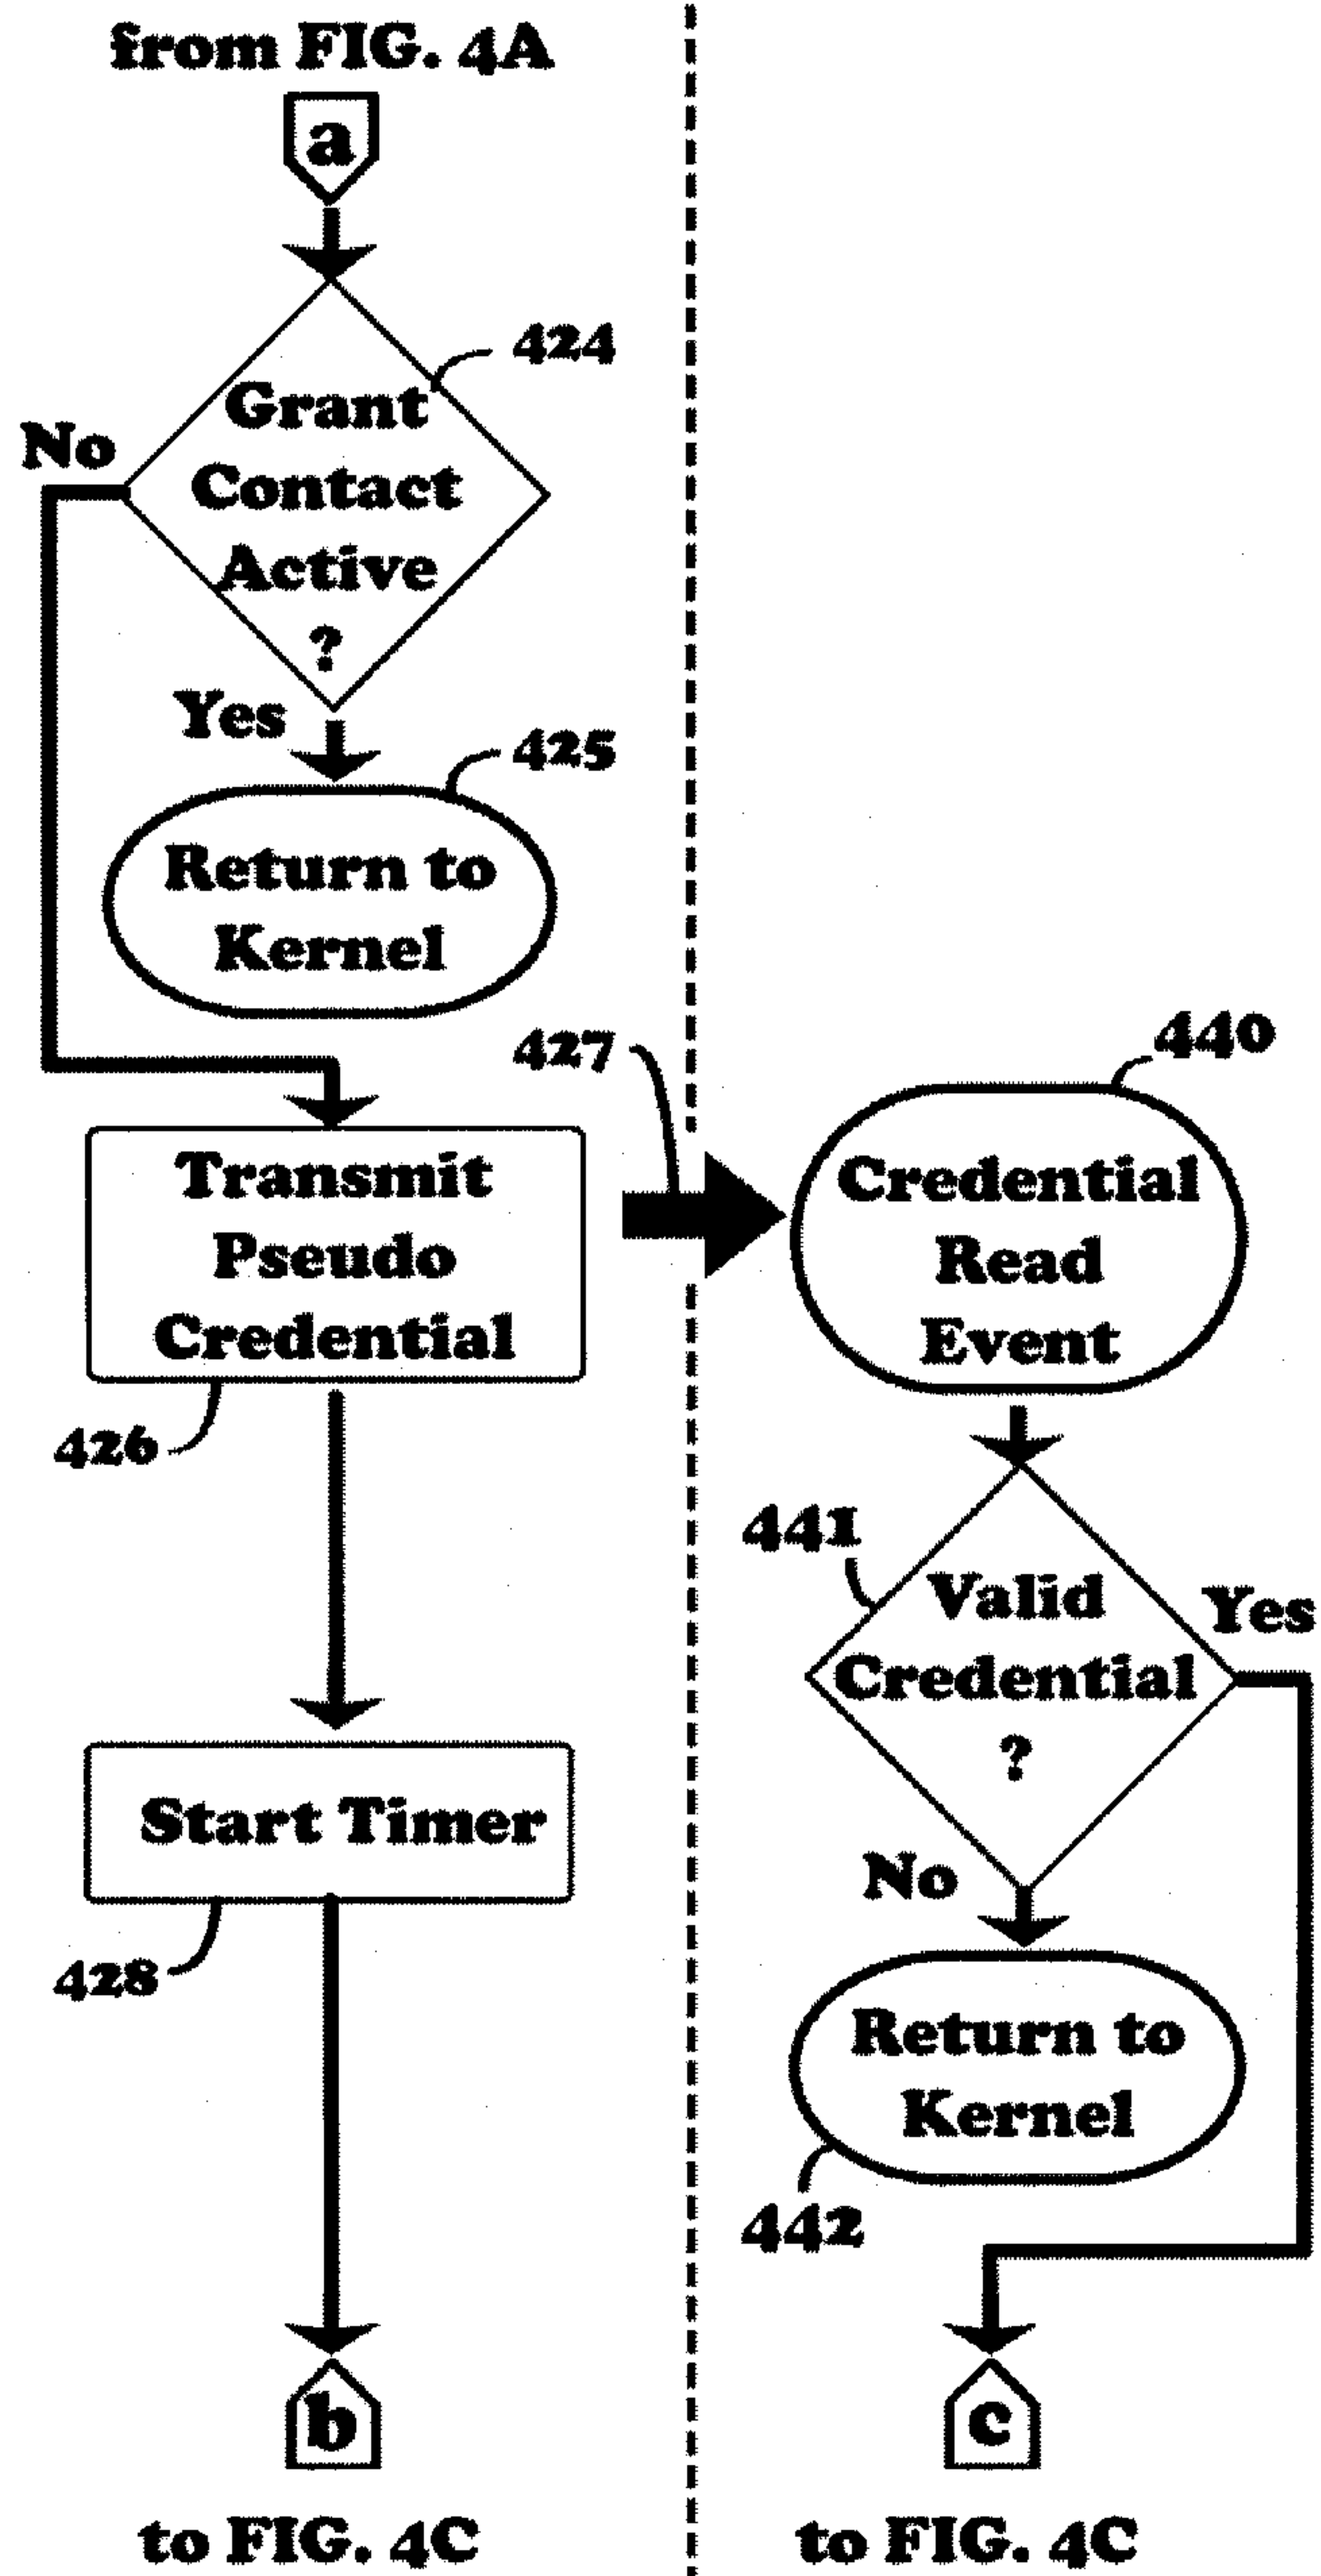 from FIG. 4A
a
424
Grant
Contact
Active
?
No
Yes
425
Return to
Kernel
427
Transmit
Pseudo
Credential
426
Start Timer
428
b
to FIG. 4C
440
Credential
Read
Event
441
Valid
Credential
?
Yes
No
Return to
Kernel
442
c
to FIG. 4C